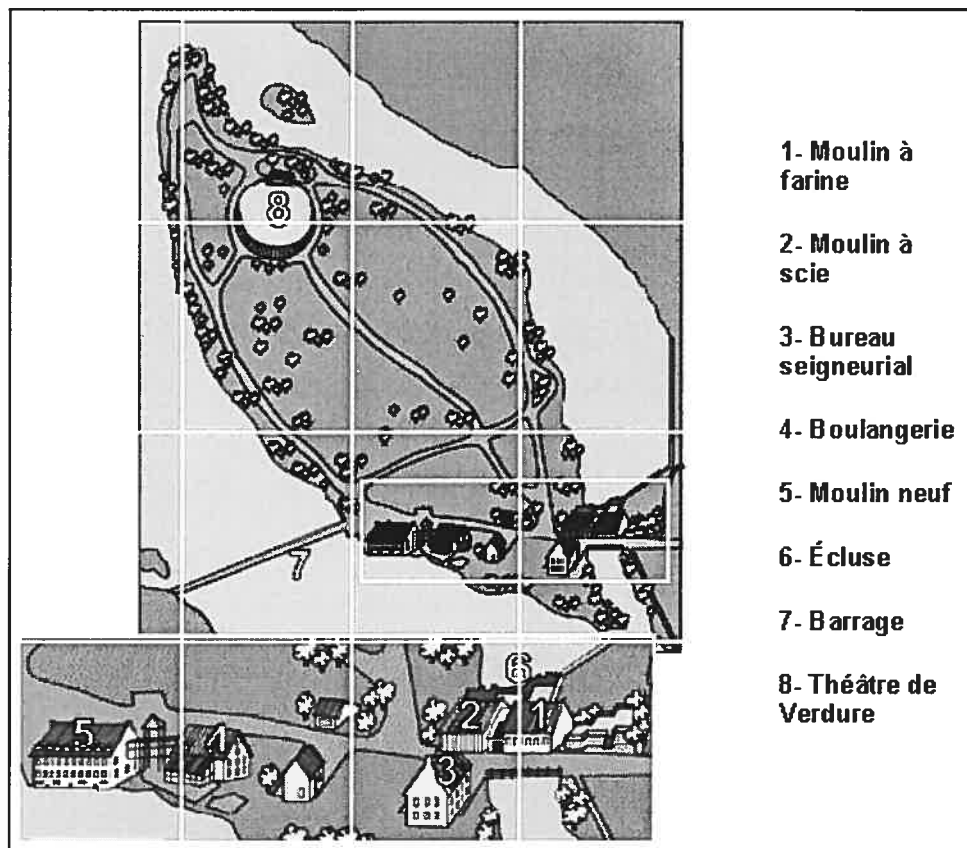 8
7
6
5
4
2
1
3
1- Moulin à
farine
2- Moulin à
scie
3- Bureau
seigneurial
4- Boulangerie
5- Moulin neuf
6- Écluse
7- Barrage
8- Théâtre de
Verdure